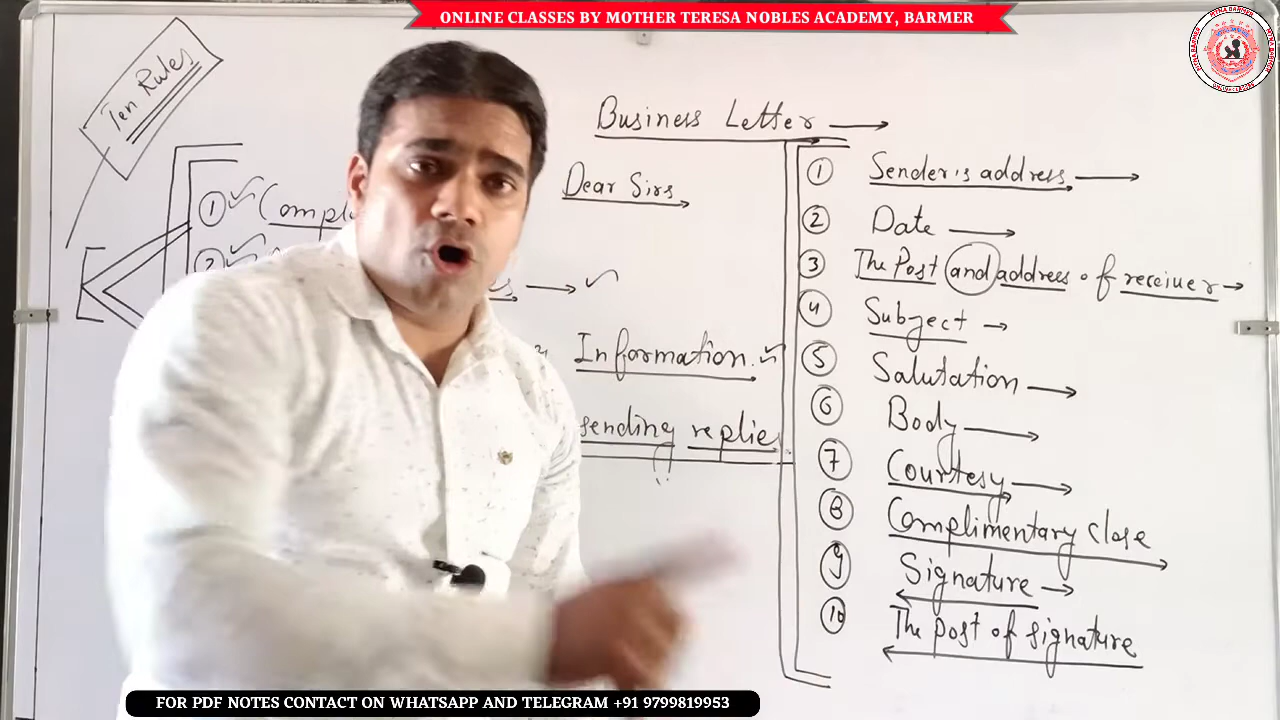 ONLINE CLASSES BY MOTHER TERESA NOBLES ACADEMY, BARMER
Ten Rules
Business Letter
Dear Sirs
1 Compl
2
Information.
sending replies
1 Sender's address
2 Date
3 The Post and address of receiver
4 Subject
5 Salutation
6 Body
7 Courtesy
8 Complimentary close
9 Signature
10 The post of signature
FOR PDF NOTES CONTACT ON WHATSAPP AND TELEGRAM +91 9799819953